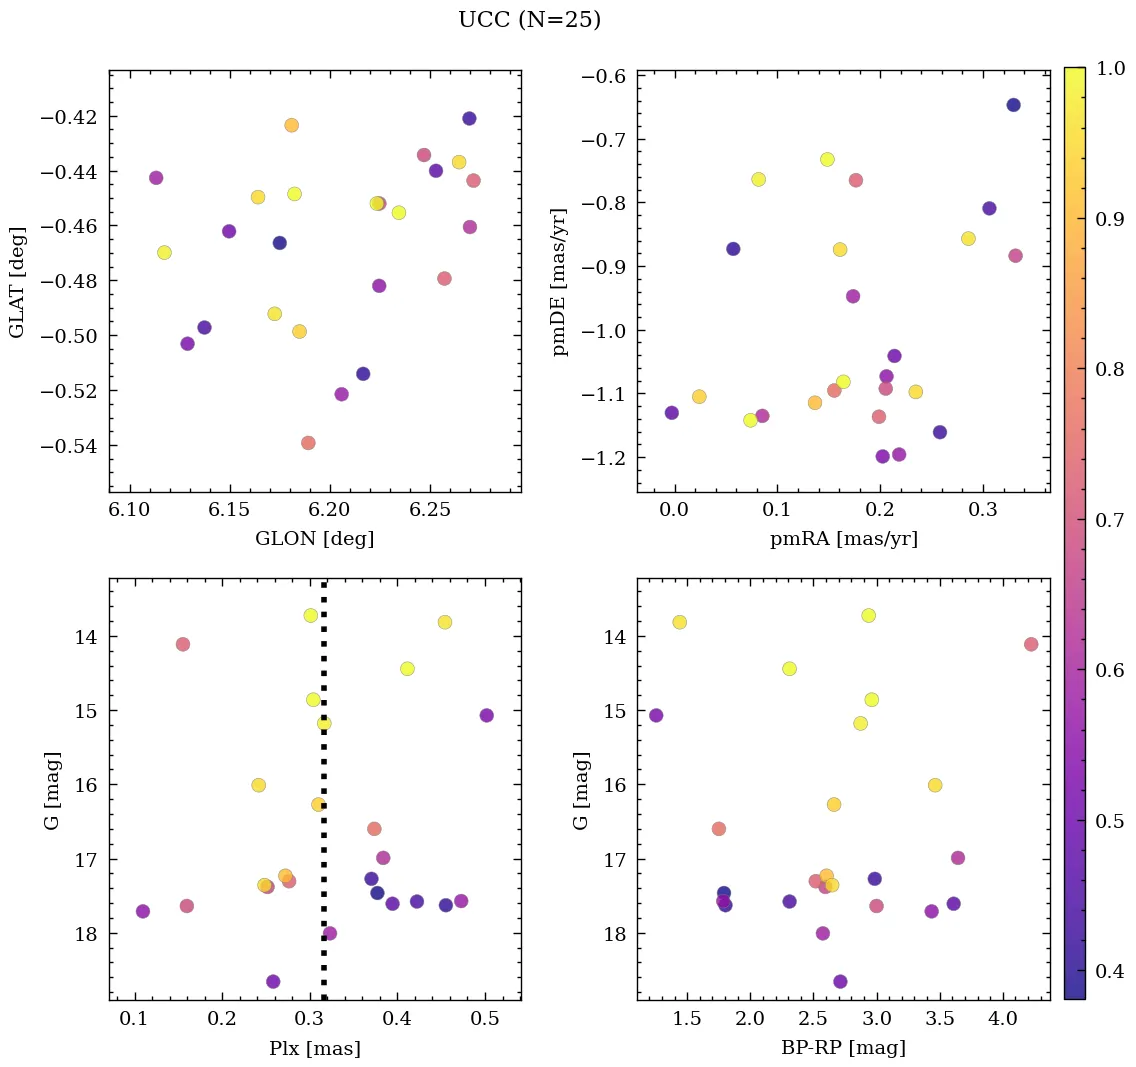 UCC (N=25)
−0.42
−0.44
−0.46
−0.48
−0.50
−0.52
−0.54
GLAT [deg]
6.10 6.15 6.20 6.25
GLON [deg]
−0.6
−0.7
−0.8
−0.9
−1.0
−1.1
−1.2
pmDE [mas/yr]
0.0 0.1 0.2 0.3
pmRA [mas/yr]
14
15
16
17
18
G [mag]
0.1 0.2 0.3 0.4 0.5
Plx [mas]
14
15
16
17
18
G [mag]
1.5 2.0 2.5 3.0 3.5 4.0
BP-RP [mag]
1.0
0.9
0.8
0.7
0.6
0.5
0.4